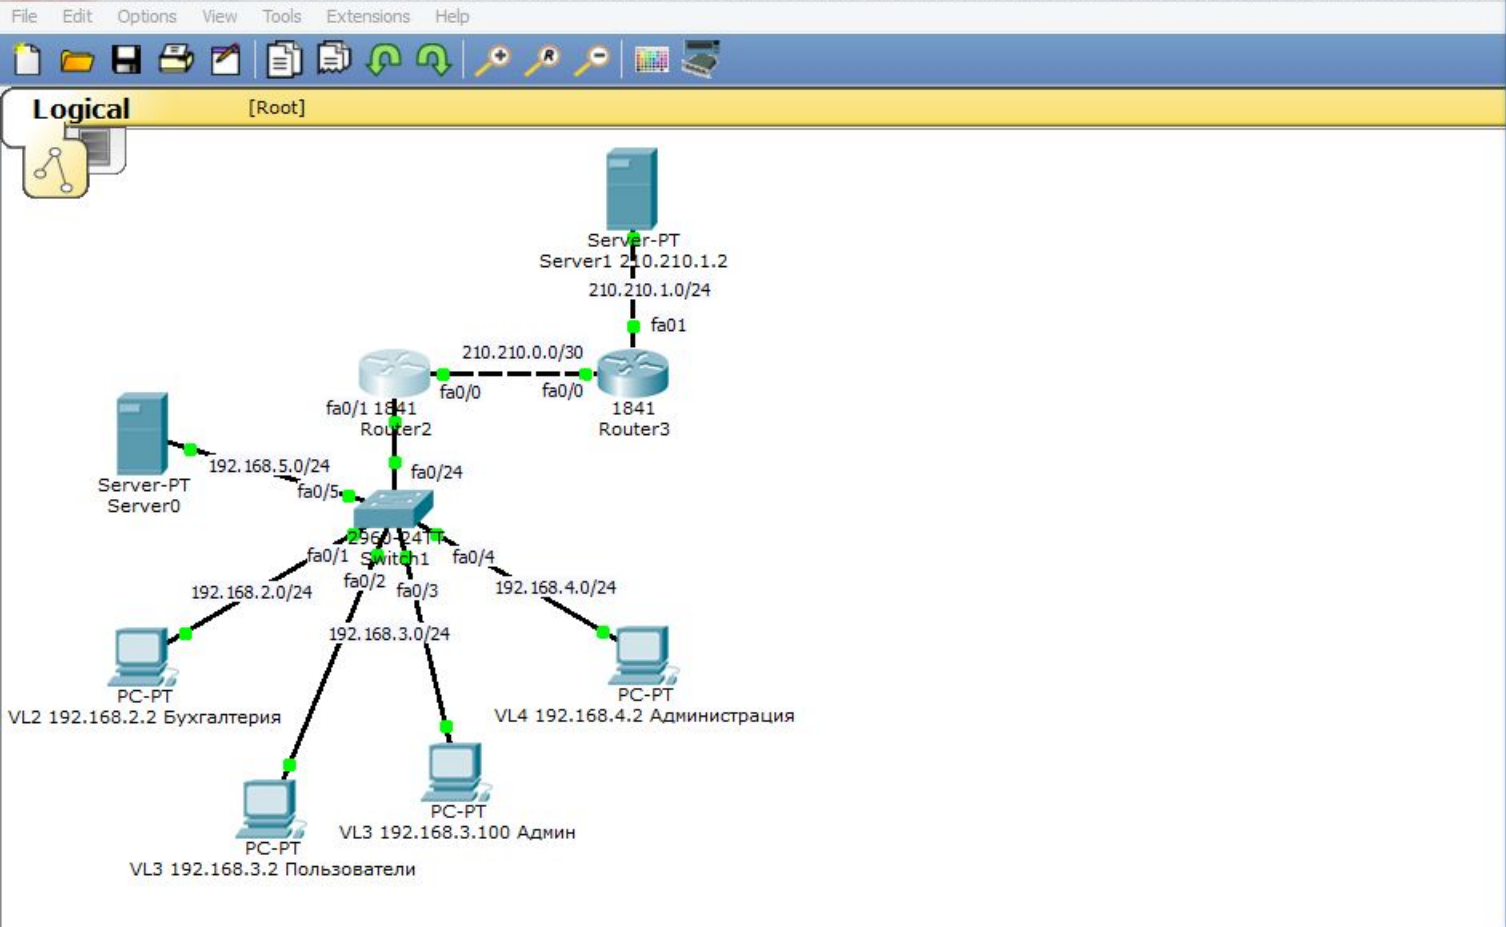 File Edit Options View Tools Extensions Help
Logical
[Root]
Server-PT
Server1 210.210.1.2
210.210.1.0/24
fa01
210.210.0.0/30
fa0/0
fa0/0
fa0/1 1841
Router2
1841
Router3
192.168.5.0/24
fa0/24
Server-PT
Server0
fa0/5
2960-24TT
Switch1
fa0/1
fa0/2
fa0/3
fa0/4
192.168.2.0/24
192.168.4.0/24
192.168.3.0/24
PC-PT
VL2 192.168.2.2 Бухгалтерия
PC-PT
VL4 192.168.4.2 Администрация
PC-PT
VL3 192.168.3.100 Админ
PC-PT
VL3 192.168.3.2 Пользователи